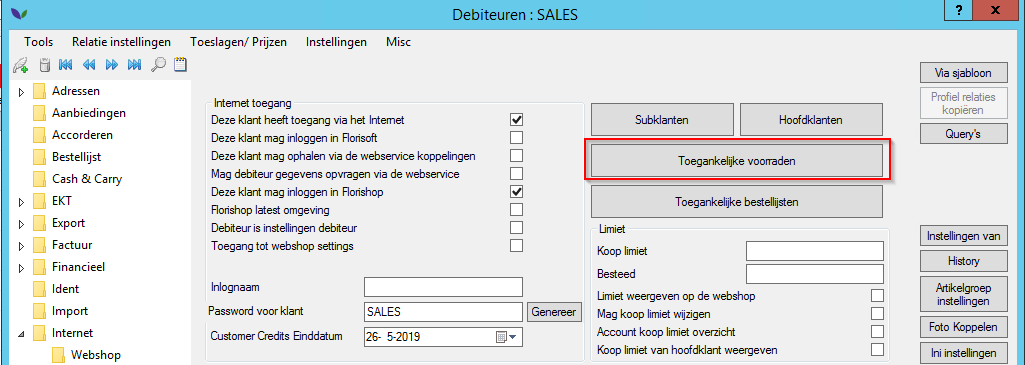 Debiteuren : SALES
? X
Tools Relatie instellingen Toeslagen/ Prijzen Instellingen Misc
Adressen
Aanbiedingen
Accorderen
Bestellijst
Cash & Carry
EKT
Export
Factuur
Financieel
Ident
Import
Internet
Webshop
Internet toegang
Deze klant heeft toegang via het Internet
Deze klant mag inloggen in Florisoft
Deze klant mag ophalen via de webservice koppelingen
Mag debiteur gegevens opvragen via de webservice
Deze klant mag inloggen in Florishop
Florishop latest omgeving
Debiteur is instellingen debiteur
Toegang tot webshop settings
Inlognaam
Password voor klant SALES Genereer
Customer Credits Einddatum 26- 5-2019
Subklanten Hoofdklanten
Toegankelijke voorraden
Toegankelijke bestellijsten
Limiet
Koop limiet
Besteed
Limiet weergeven op de webshop
Mag koop limiet wijzigen
Account koop limiet overzicht
Koop limiet van hoofdklant weergeven
Via sjabloon
Profiel relaties
kopiëren
Query's
Instellingen van
History
Artikelgroep
instellingen
Foto Koppelen
Ini instellingen